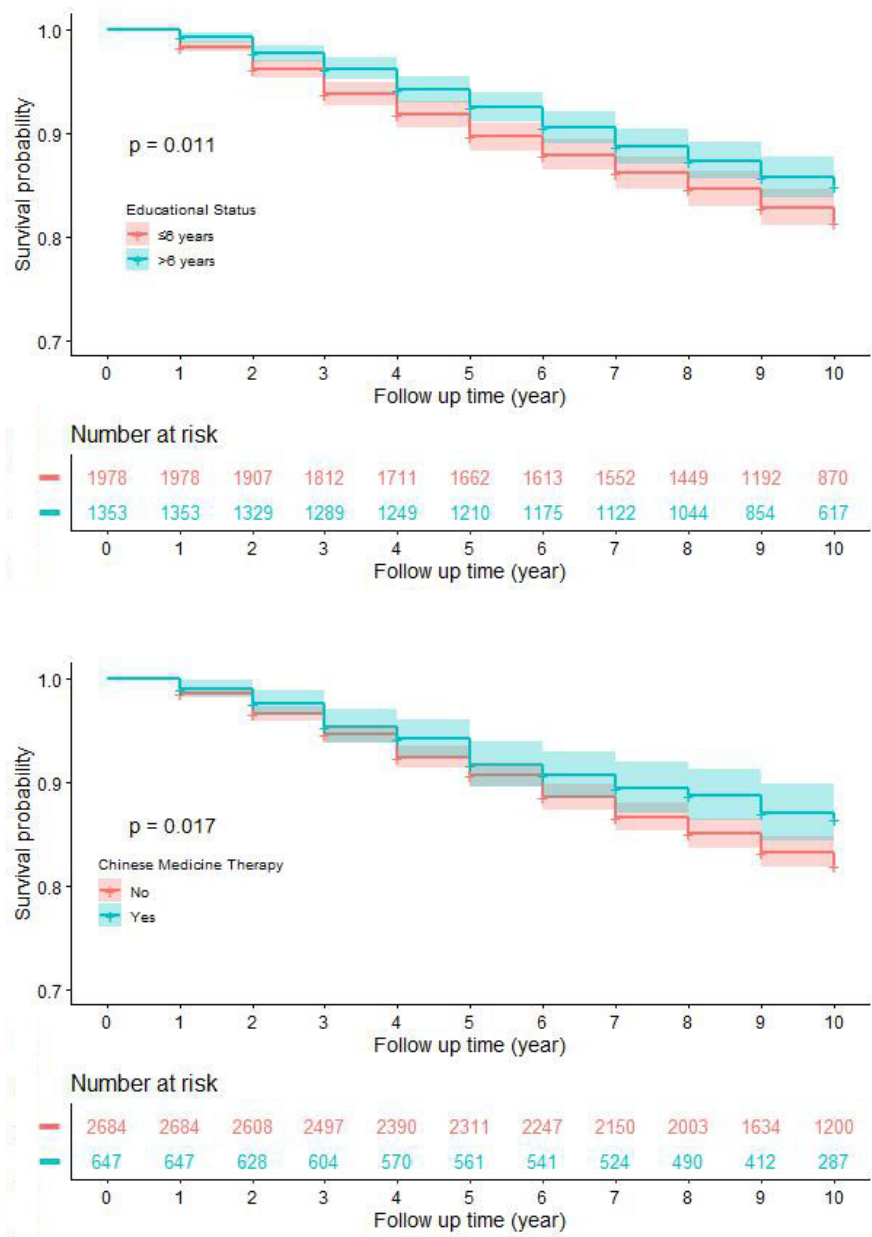 1.0
0.9
0.8
0.7
Survival probability
p = 0.011
Educational Status
≤6 years
>6 years
0 1 2 3 4 5 6 7 8 9 10
Follow up time (year)
Number at risk
1978 1978 1907 1812 1711 1662 1613 1552 1449 1192 870
1353 1353 1329 1289 1249 1210 1175 1122 1044 854 617
0 1 2 3 4 5 6 7 8 9 10
Follow up time (year)
1.0
0.9
0.8
0.7
Survival probability
p = 0.017
Chinese Medicine Therapy
No
Yes
0 1 2 3 4 5 6 7 8 9 10
Follow up time (year)
Number at risk
2684 2684 2608 2497 2390 2311 2247 2150 2003 1634 1200
647 647 628 604 570 561 541 524 490 412 287
0 1 2 3 4 5 6 7 8 9 10
Follow up time (year)